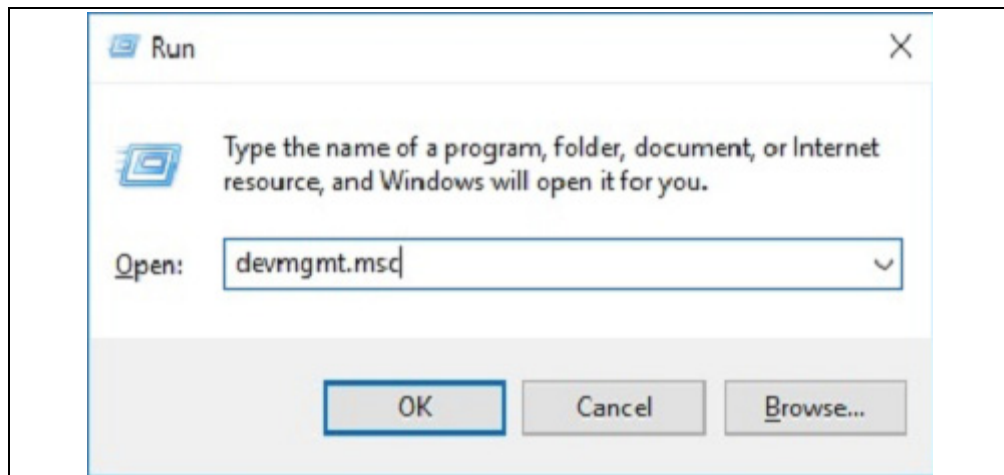 Run
Type the name of a program, folder, document, or Internet
resource, and Windows will open it for you.
Open: devmgmt.msc
OK Cancel Browse...